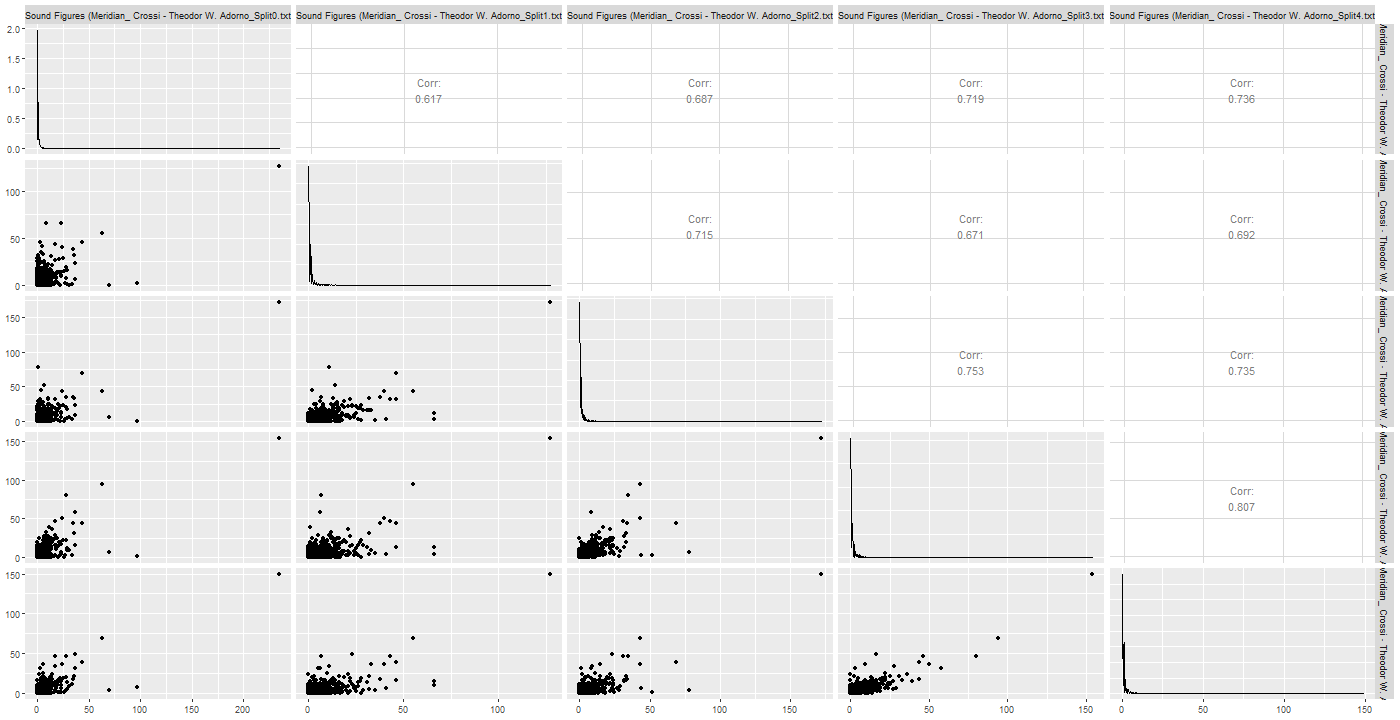 Sound Figures (Meridian_ Crossi - Theodor W. Adorno_Split0.txt
Sound Figures (Meridian_ Crossi - Theodor W. Adorno_Split1.txt
Sound Figures (Meridian_ Crossi - Theodor W. Adorno_Split2.txt
Sound Figures (Meridian_ Crossi - Theodor W. Adorno_Split3.txt
Sound Figures (Meridian_ Crossi - Theodor W. Adorno_Split4.txt
2.0
1.5
1.0
0.5
0.0
Corr:
0.617
Corr:
0.687
Corr:
0.719
Corr:
0.736
Meridian_ Crossi - Theodor W. A
100
50
0
Corr:
0.715
Corr:
0.671
Corr:
0.692
Meridian_ Crossi - Theodor W. A
150
100
50
0
Corr:
0.753
Corr:
0.735
Meridian_ Crossi - Theodor W. A
150
100
50
0
Corr:
0.807
Meridian_ Crossi - Theodor W. A
150
100
50
0
Meridian_ Crossi - Theodor W. A
0 50 100 150 200
0 50 100
0 50 100 150
0 50 100 150
0 50 100 150